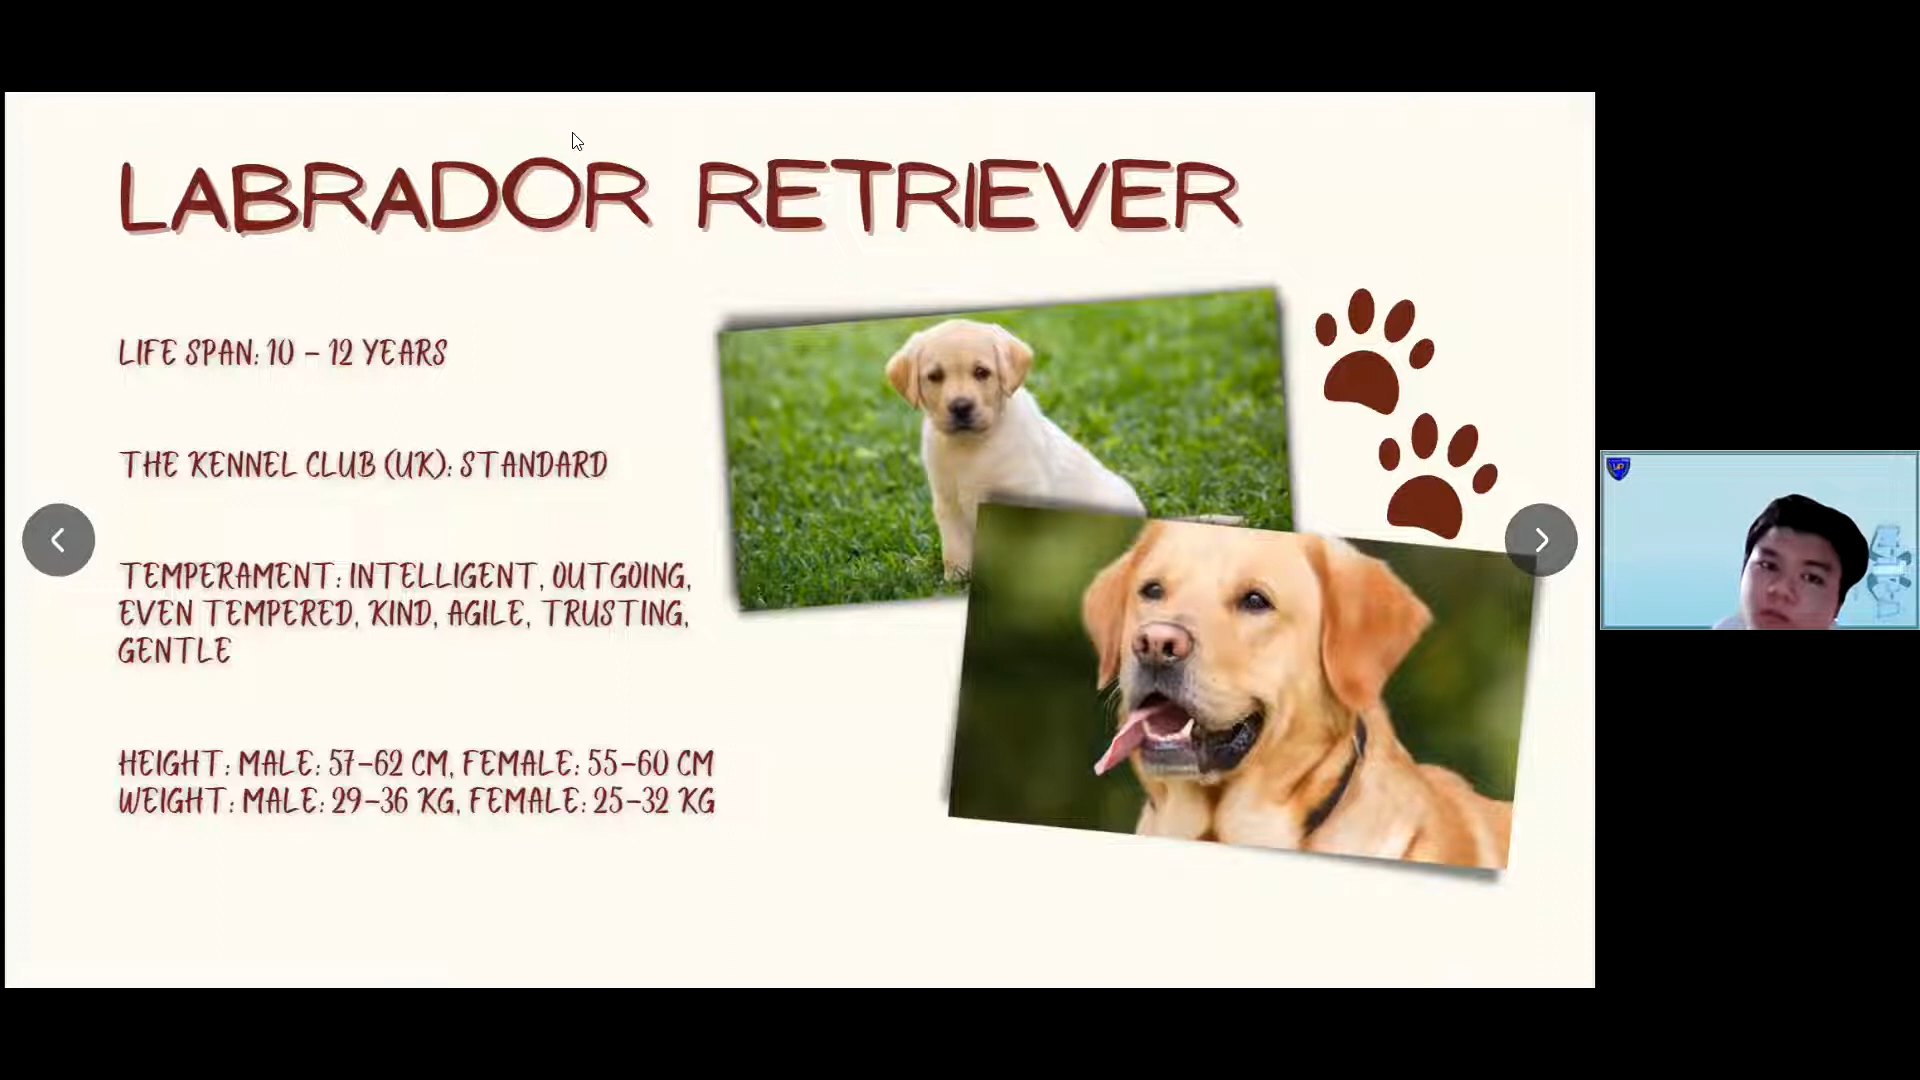 LABRADOR RETRIEVER
LIFE SPAN: 10 – 12 YEARS
THE KENNEL CLUB (UK): STANDARD
TEMPERAMENT: INTELLIGENT, OUTGOING,
EVEN TEMPERED, KIND, AGILE, TRUSTING,
GENTLE
HEIGHT: MALE: 57–62 CM, FEMALE: 55–60 CM
WEIGHT: MALE: 29–36 KG, FEMALE: 25–32 KG